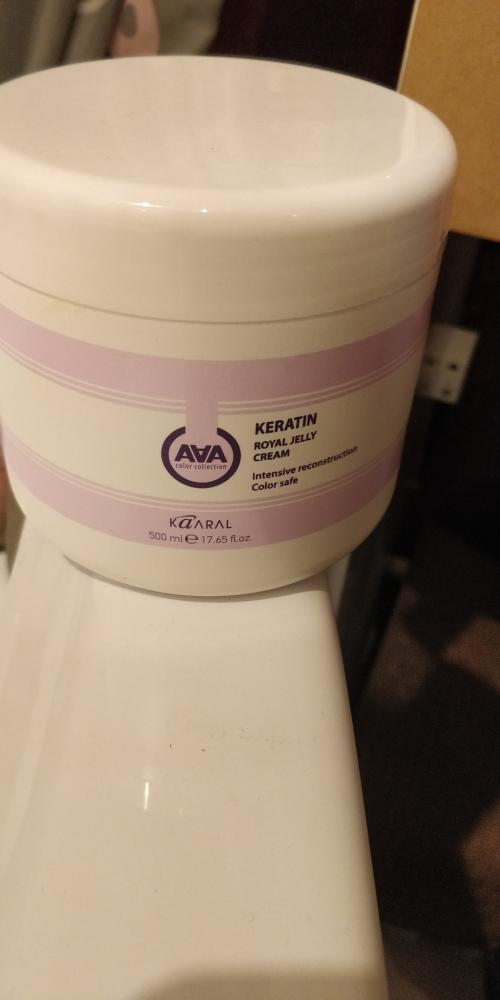 AAA
color collection
KERATIN
ROYAL JELLY
CREAM
Intensive reconstruction
Color safe
KaARAL
500 ml ℮ 17.65 fl.oz.